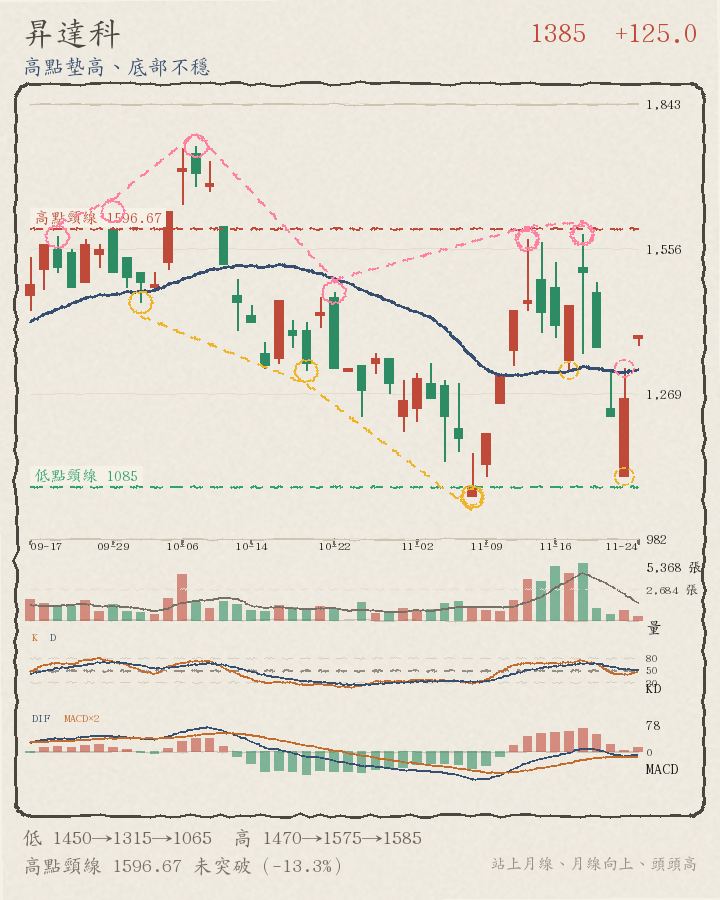 昇達科 1385 +125.0
高點墊高、底部不穩
1,843
高點頸線 1596.67
1,556
1,269
低點頸線 1085
982
09-17 09-29 10-06 10-14 10-22 11-02 11-09 11-16 11-24
5,368 張
2,684 張
量
K D
80
50
20
KD
DIF MACD×2
78
0
MACD
低 1450→1315→1065 高 1470→1575→1585
高點頸線 1596.67 未突破 (-13.3%) 站上月線、月線向上、頭頭高